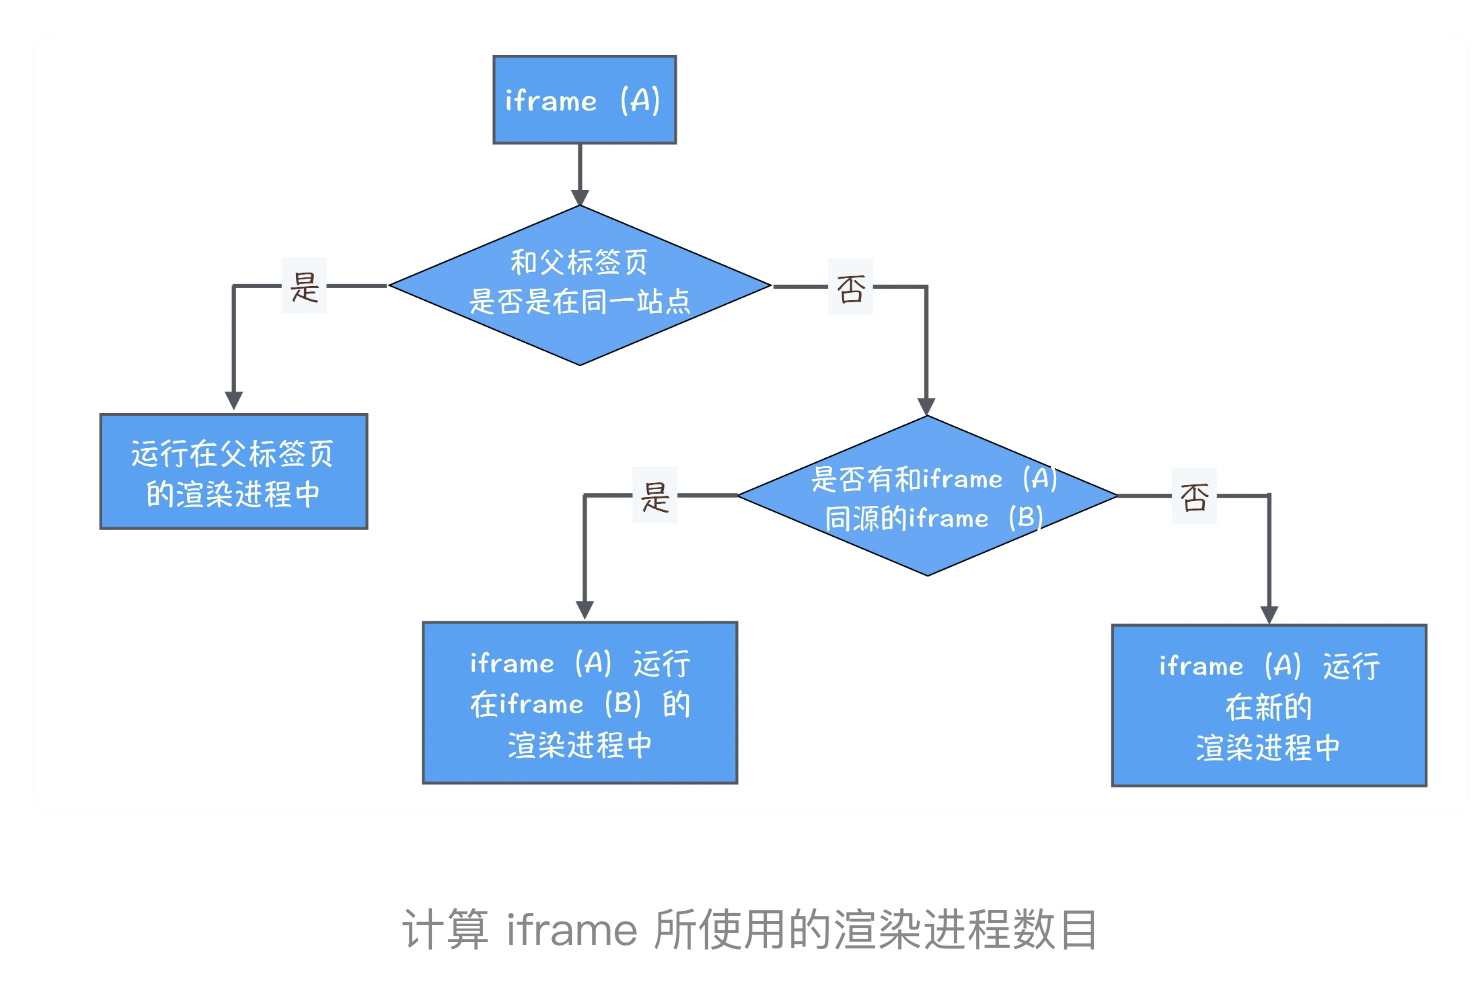 iframe （A）
和父标签页
是否是在同一站点
是
否
运行在父标签页
的渲染进程中
是否有和iframe （A）
同源的iframe （B）
是
否
iframe （A） 运行
在iframe （B） 的
渲染进程中
iframe （A） 运行
在新的
渲染进程中
计算 iframe 所使用的渲染进程数目